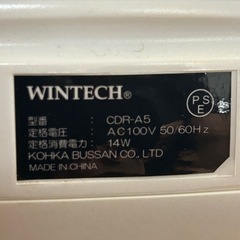 WINTECH®
PSE
型番 : CDR-A5
定格電圧 : AC100V 50/60Hz
定格消費電力 : 14W
KOHKA BUSSAN CO., LTD
MADE IN CHINA